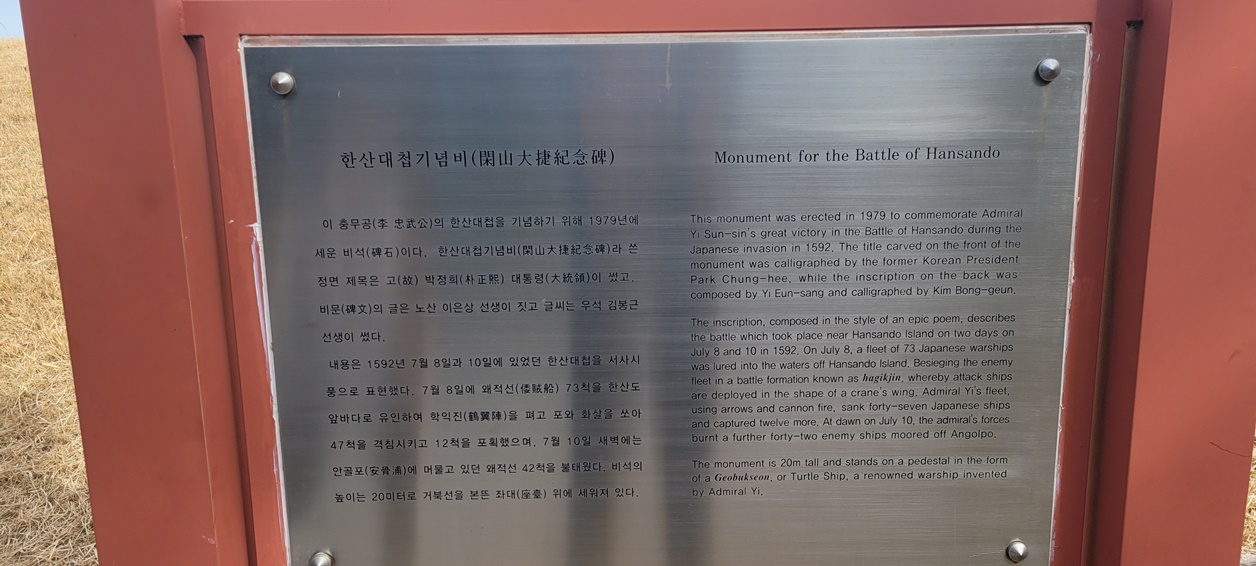 한산대첩기념비(閑山大捷紀念碑)
이 충무공(李 忠武公)의 한산대첩을 기념하기 위해 1979년에
세운 비석(碑石)이다. 한산대첩기념비(閑山大捷紀念碑)라 쓴
정면 제목은 고(故) 박정희(朴正熙) 대통령(大統領)이 썼고,
비문(碑文)의 글은 노산 이은상 선생이 짓고 글씨는 우석 김봉근
선생이 썼다.
내용은 1592년 7월 8일과 10일에 있었던 한산대첩을 서사시
풍으로 표현했다. 7월 8일에 왜적선(倭賊船) 73척을 한산도
앞바다로 유인하여 학익진(鶴翼陣)을 펴고 포와 화살을 쏘아
47척을 격침시키고 12척을 포획했으며, 7월 10일 새벽에는
안골포(安骨浦)에 머물고 있던 왜적선 42척을 불태웠다. 비석의
높이는 20미터로 거북선을 본뜬 좌대(座臺) 위에 세워져 있다.
Monument for the Battle of Hansando
This monument was erected in 1979 to commemorate Admiral
Yi Sun-sin's great victory in the Battle of Hansando during the
Japanese invasion in 1592. The title carved on the front of the
monument was calligraphed by the former Korean President
Park Chung-hee, while the inscription on the back was
composed by Yi Eun-sang and calligraphed by Kim Bong-geun.
The inscription, composed in the style of an epic poem, describes
the battle which took place near Hansando Island on two days on
July 8 and 10 in 1592. On July 8, a fleet of 73 Japanese warships
was lured into the waters off Hansando Island. Besieging the enemy
fleet in a battle formation known as hagikjin, whereby attack ships
are deployed in the shape of a crane's wing, Admiral Yi's fleet,
using arrows and cannon fire, sank forty-seven Japanese ships
and captured twelve more. At dawn on July 10, the admiral's forces
burnt a further forty-two enemy ships moored off Angolpo.
The monument is 20m tall and stands on a pedestal in the form
of a Geobukseon, or Turtle Ship, a renowned warship invented
by Admiral Yi.